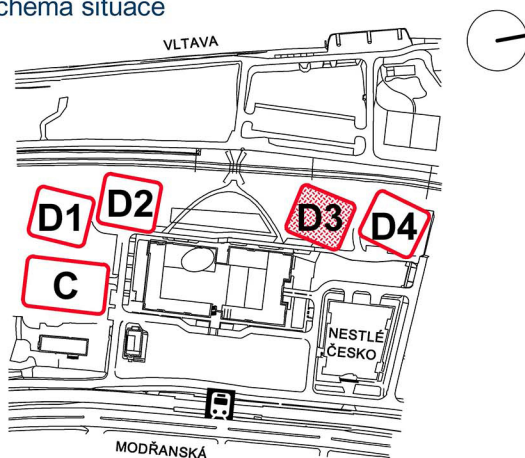 chema situace
VLTAVA
D1
D2
D3
D4
C
NESTLÉ
ČESKO
MODŘANSKÁ